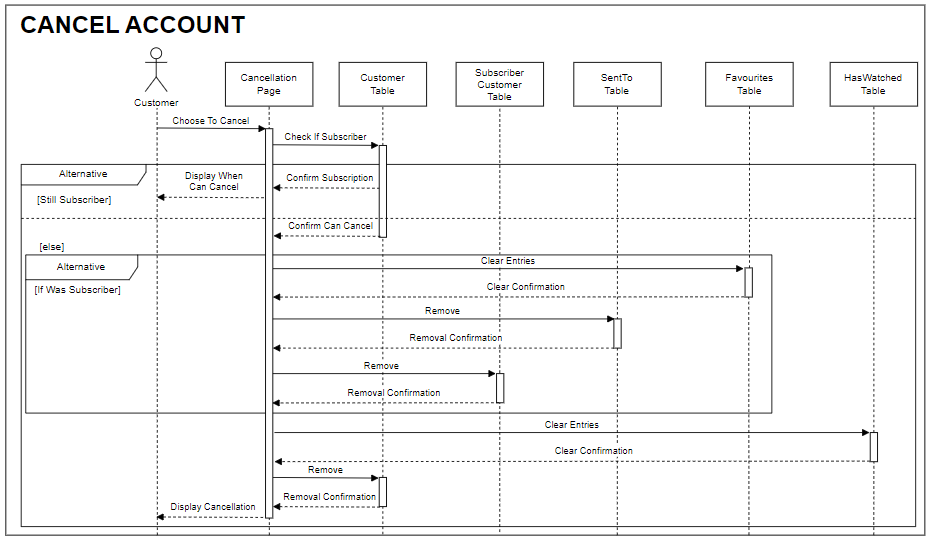 CANCEL ACCOUNT
Customer
Cancellation
Page
Customer
Table
Subscriber
Customer
Table
SentTo
Table
Favourites
Table
HasWatched
Table
Choose To Cancel
Check If Subscriber
Alternative
[Still Subscriber]
Display When
Can Cancel
Confirm Subscription
Confirm Can Cancel
[else]
Alternative
[If Was Subscriber]
Clear Entries
Clear Confirmation
Remove
Removal Confirmation
Remove
Removal Confirmation
Clear Entries
Clear Confirmation
Remove
Removal Confirmation
Display Cancellation